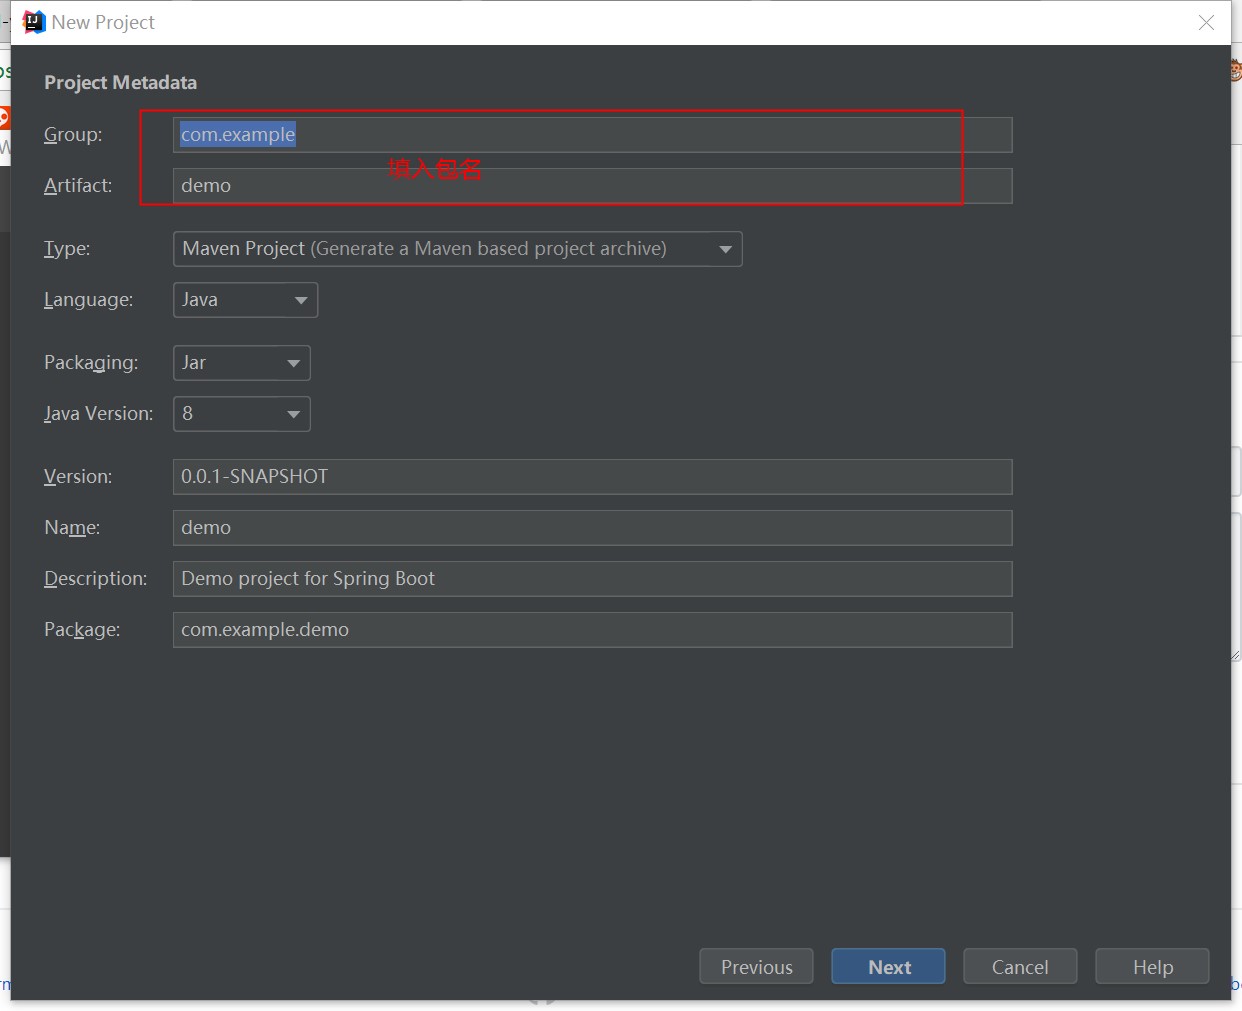 New Project
Project Metadata
Group: com.example
填入包名
Artifact: demo
Type: Maven Project (Generate a Maven based project archive)
Language: Java
Packaging: Jar
Java Version: 8
Version: 0.0.1-SNAPSHOT
Name: demo
Description: Demo project for Spring Boot
Package: com.example.demo
Previous Next Cancel Help